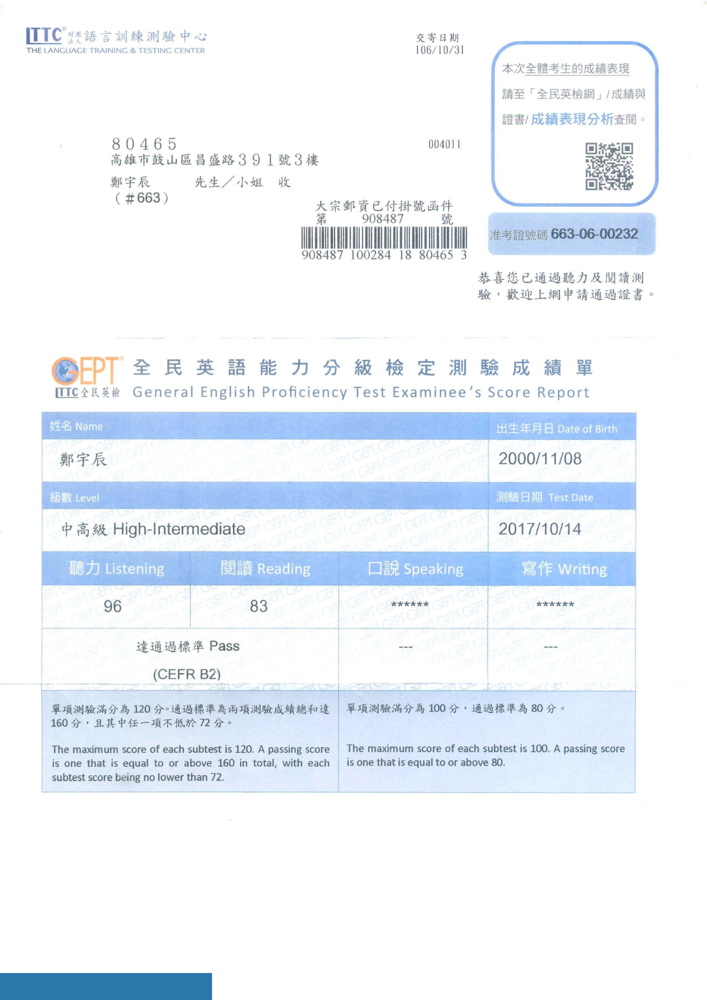 LTTC® 財團法人 語言訓練測驗中心
THE LANGUAGE TRAINING & TESTING CENTER
交寄日期
106/10/31
本次全體考生的成績表現
請至「全民英檢網」/成績與
證書/成績表現分析查閱。
80465
004011
高雄市鼓山區昌盛路391號3樓
鄭宇辰 先生／小姐 收
(#663)
大宗郵資已付掛號函件
第 908487 號
908487 100284 18 80465 3
准考證號碼 663-06-00232
恭喜您已通過聽力及閱讀測
驗，歡迎上網申請通過證書。
GEPT® 全民英語能力分級檢定測驗成績單
LTTC全民英檢 General English Proficiency Test Examinee's Score Report
姓名 Name 出生年月日 Date of Birth
鄭宇辰 2000/11/08
級數 Level 測驗日期 Test Date
中高級 High-Intermediate 2017/10/14
聽力 Listening 閱讀 Reading 口說 Speaking 寫作 Writing
96 83 ****** ******
達通過標準 Pass --- ---
(CEFR B2)
單項測驗滿分為 120 分。通過標準為兩項測驗成績總和達
160 分，且其中任一項不低於 72 分。
The maximum score of each subtest is 120. A passing score
is one that is equal to or above 160 in total, with each
subtest score being no lower than 72.
單項測驗滿分為 100 分，通過標準為 80 分。
The maximum score of each subtest is 100. A passing score
is one that is equal to or above 80.